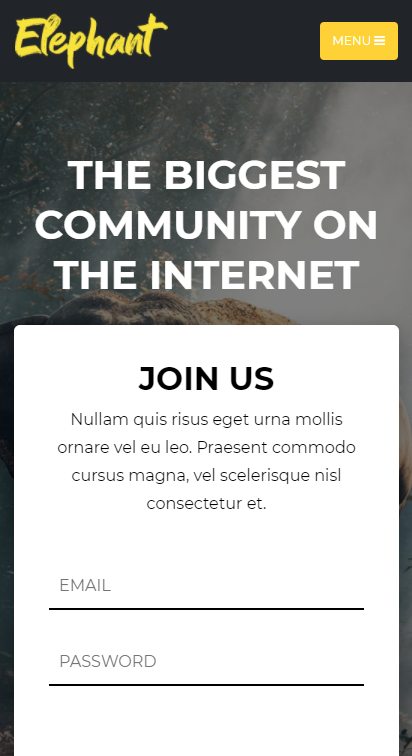 Elephant
MENU
THE BIGGEST
COMMUNITY ON
THE INTERNET
JOIN US
Nullam quis risus eget urna mollis
ornare vel eu leo. Praesent commodo
cursus magna, vel scelerisque nisl
consectetur et.
EMAIL
PASSWORD